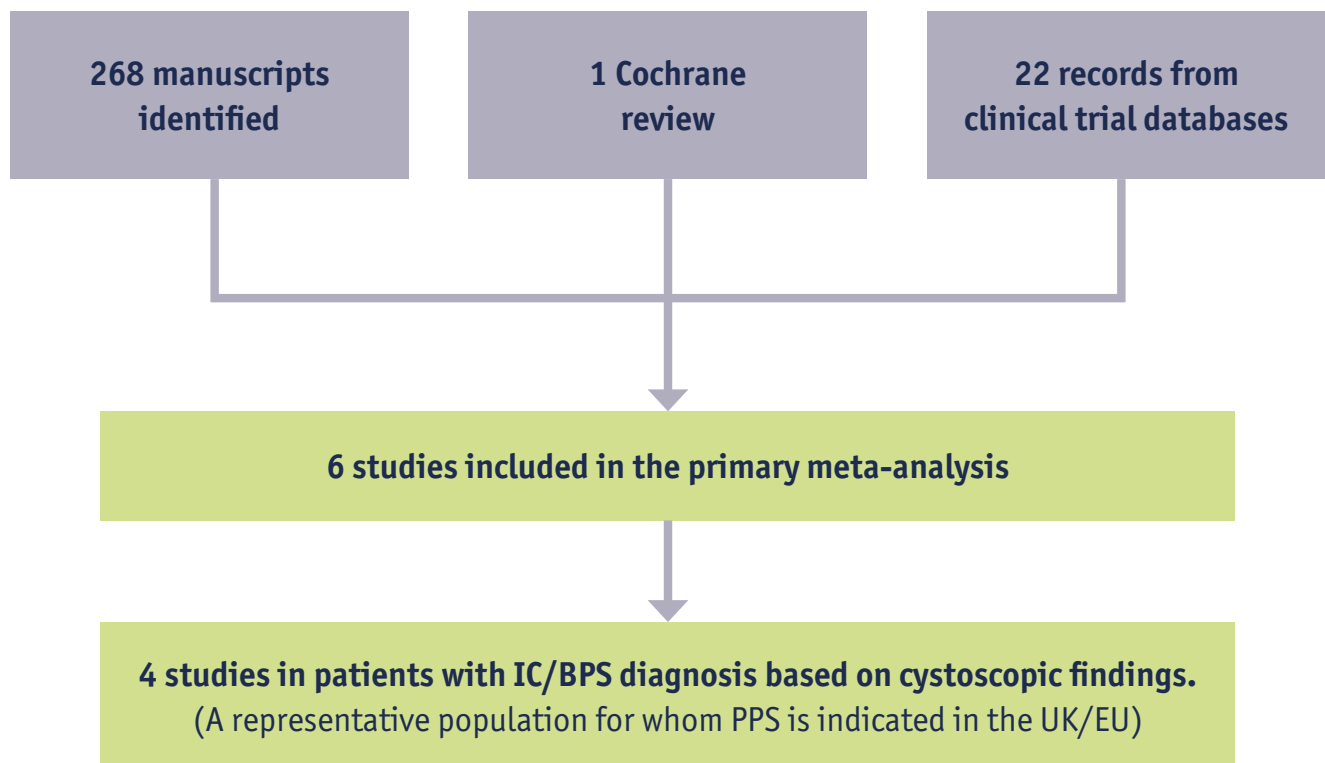 268 manuscripts
identified
1 Cochrane
review
22 records from
clinical trial databases
6 studies included in the primary meta-analysis
4 studies in patients with IC/BPS diagnosis based on cystoscopic findings.
(A representative population for whom PPS is indicated in the UK/EU)